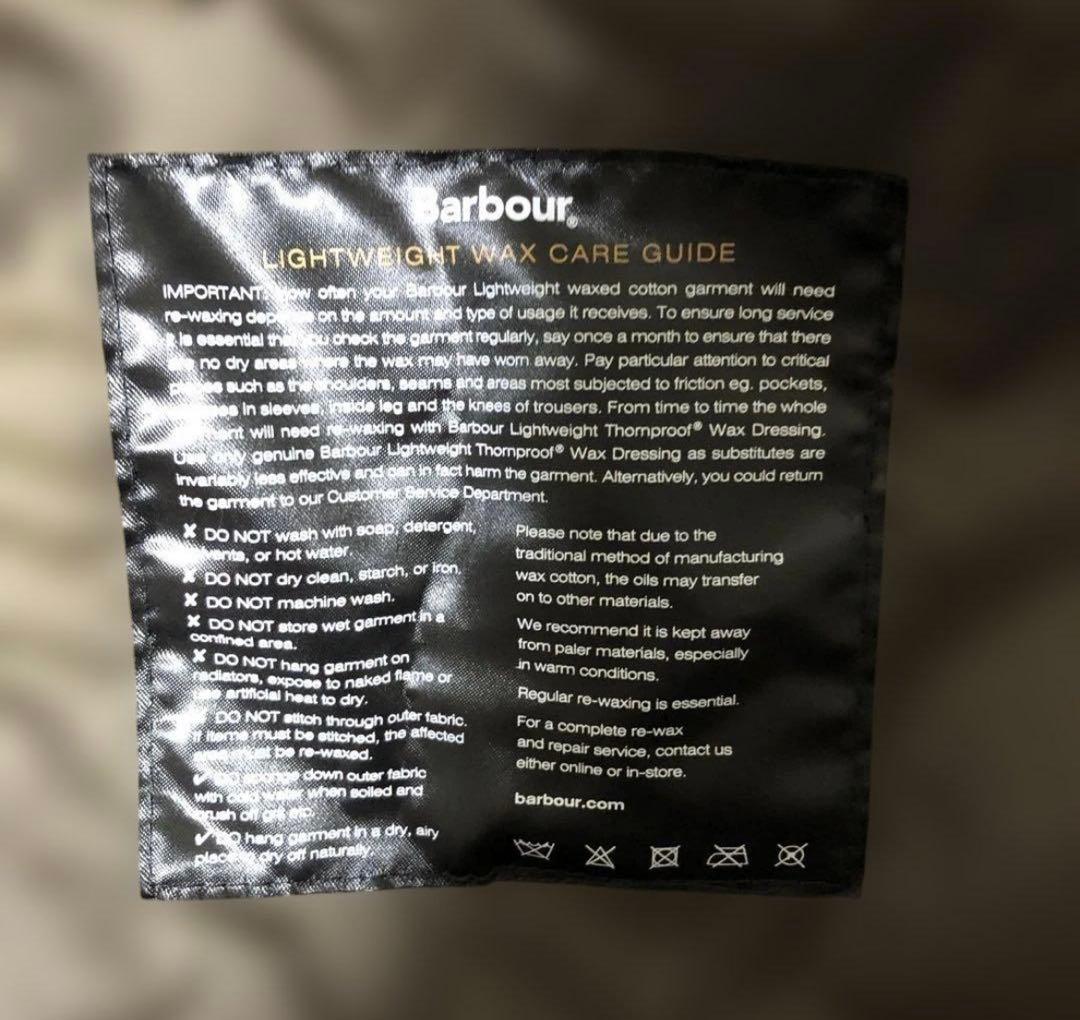 Barbour®
LIGHTWEIGHT WAX CARE GUIDE
IMPORTANT: How often your Barbour Lightweight waxed cotton garment will need
re-waxing depends on the amount and type of usage it receives. To ensure long service
it is essential that you check the garment regularly, say once a month to ensure that there
no dry areas where the wax may have worn away. Pay particular attention to critical
such as the shoulders, seams and areas most subjected to friction eg. pockets,
in sleeves, inside leg and the knees of trousers. From time to time the whole
will need re-waxing with Barbour Lightweight Thornproof® Wax Dressing.
Use only genuine Barbour Lightweight Thornproof® Wax Dressing as substitutes are
invariably less effective and can in fact harm the garment. Alternatively, you could return
the garment to our Customer Service Department.
✘ DO NOT wash with soap, detergent,
or hot water.
✘ DO NOT dry clean, starch, or iron.
✘ DO NOT machine wash.
✘ DO NOT store wet garment in a
confined area.
✘ DO NOT hang garment on
radiators, expose to naked flame or
use artificial heat to dry.
DO NOT stitch through outer fabric.
If items must be stitched, the affected
must be re-waxed.
✔ DO sponge down outer fabric
with cold water when soiled and
brush off grit etc.
✔ DO hang garment in a dry, airy
place to dry off naturally.
Please note that due to the
traditional method of manufacturing
wax cotton, the oils may transfer
on to other materials.
We recommend it is kept away
from paler materials, especially
in warm conditions.
Regular re-waxing is essential.
For a complete re-wax
and repair service, contact us
either online or in-store.
barbour.com